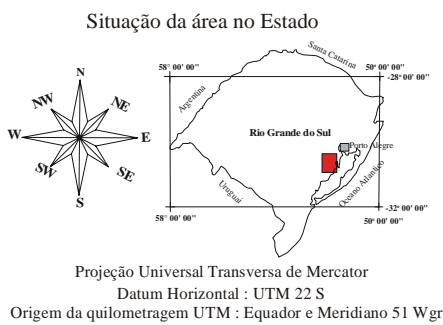 Situação da área no Estado
58° 00' 00"
50° 00' 00"
Santa Catarina
-28° 00' 00"
Argentina
N
NW
NE
W
E
SW
SE
S
Rio Grande do Sul
Porto Alegre
Uruguai
Oceano Atlantico
-32° 00' 00"
58° 00' 00"
50° 00' 00"
Projeção Universal Transversa de Mercator
Datum Horizontal : UTM 22 S
Origem da quilometragem UTM : Equador e Meridiano 51 Wgr